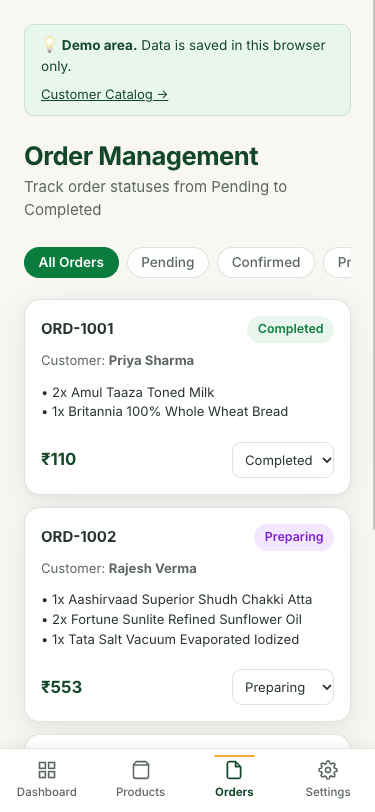 💡 Demo area. Data is saved in this browser
only.
Customer Catalog →
Order Management
Track order statuses from Pending to
Completed
All Orders
Pending
Confirmed
Pr
ORD-1001
Completed
Customer: Priya Sharma
• 2x Amul Taaza Toned Milk
• 1x Britannia 100% Whole Wheat Bread
₹110
Completed
ORD-1002
Preparing
Customer: Rajesh Verma
• 1x Aashirvaad Superior Shudh Chakki Atta
• 2x Fortune Sunlite Refined Sunflower Oil
• 1x Tata Salt Vacuum Evaporated Iodized
₹553
Preparing
Dashboard
Products
Orders
Settings